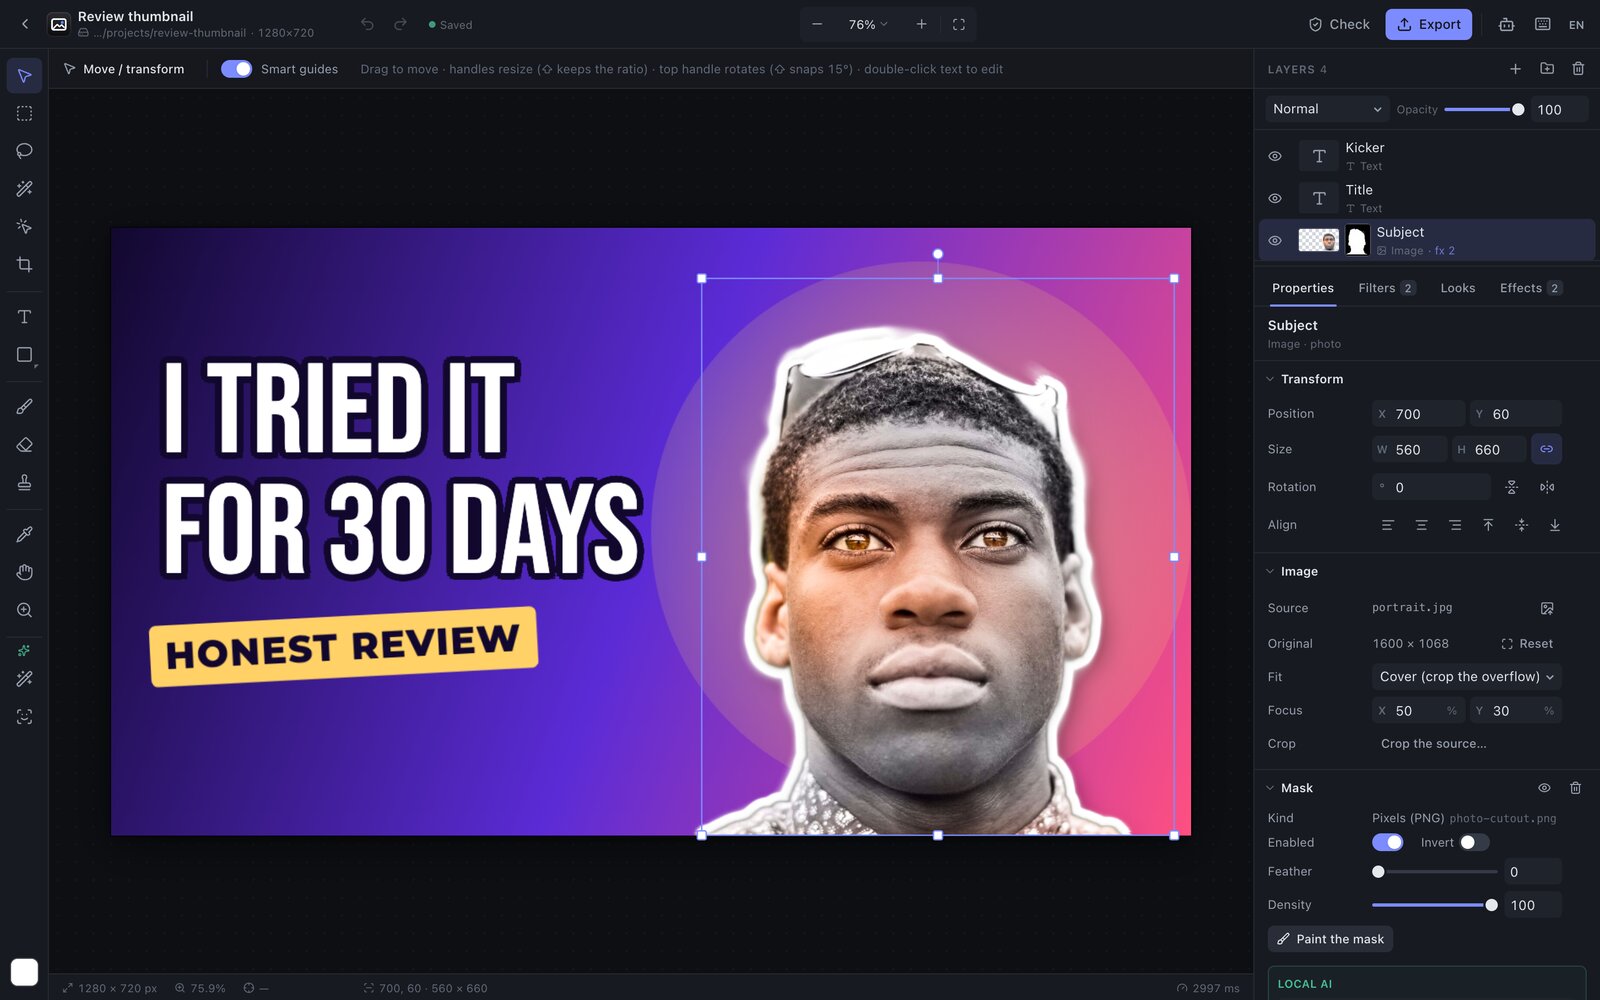 Review thumbnail
.../projects/review-thumbnail · 1280×720
Saved
76%
Check
Export
EN
Move / transform
Smart guides
Drag to move · handles resize (⇧ keeps the ratio) · top handle rotates (⇧ snaps 15°) · double-click text to edit
LAYERS 4
Normal
Opacity
100
Kicker
Text
Title
Text
Subject
Image · fx 2
Properties
Filters 2
Looks
Effects 2
Subject
Image · photo
Transform
Position X 700 Y 60
Size W 560 H 660
Rotation ° 0
Align
Image
Source portrait.jpg
Original 1600 × 1068 Reset
Fit Cover (crop the overflow)
Focus X 50 % Y 30 %
Crop Crop the source...
Mask
Kind Pixels (PNG) photo-cutout.png
Enabled Invert
Feather 0
Density 100
Paint the mask
LOCAL AI
I TRIED IT
FOR 30 DAYS
HONEST REVIEW
1280 × 720 px
75.9%
—
700, 60 · 560 × 660
2997 ms